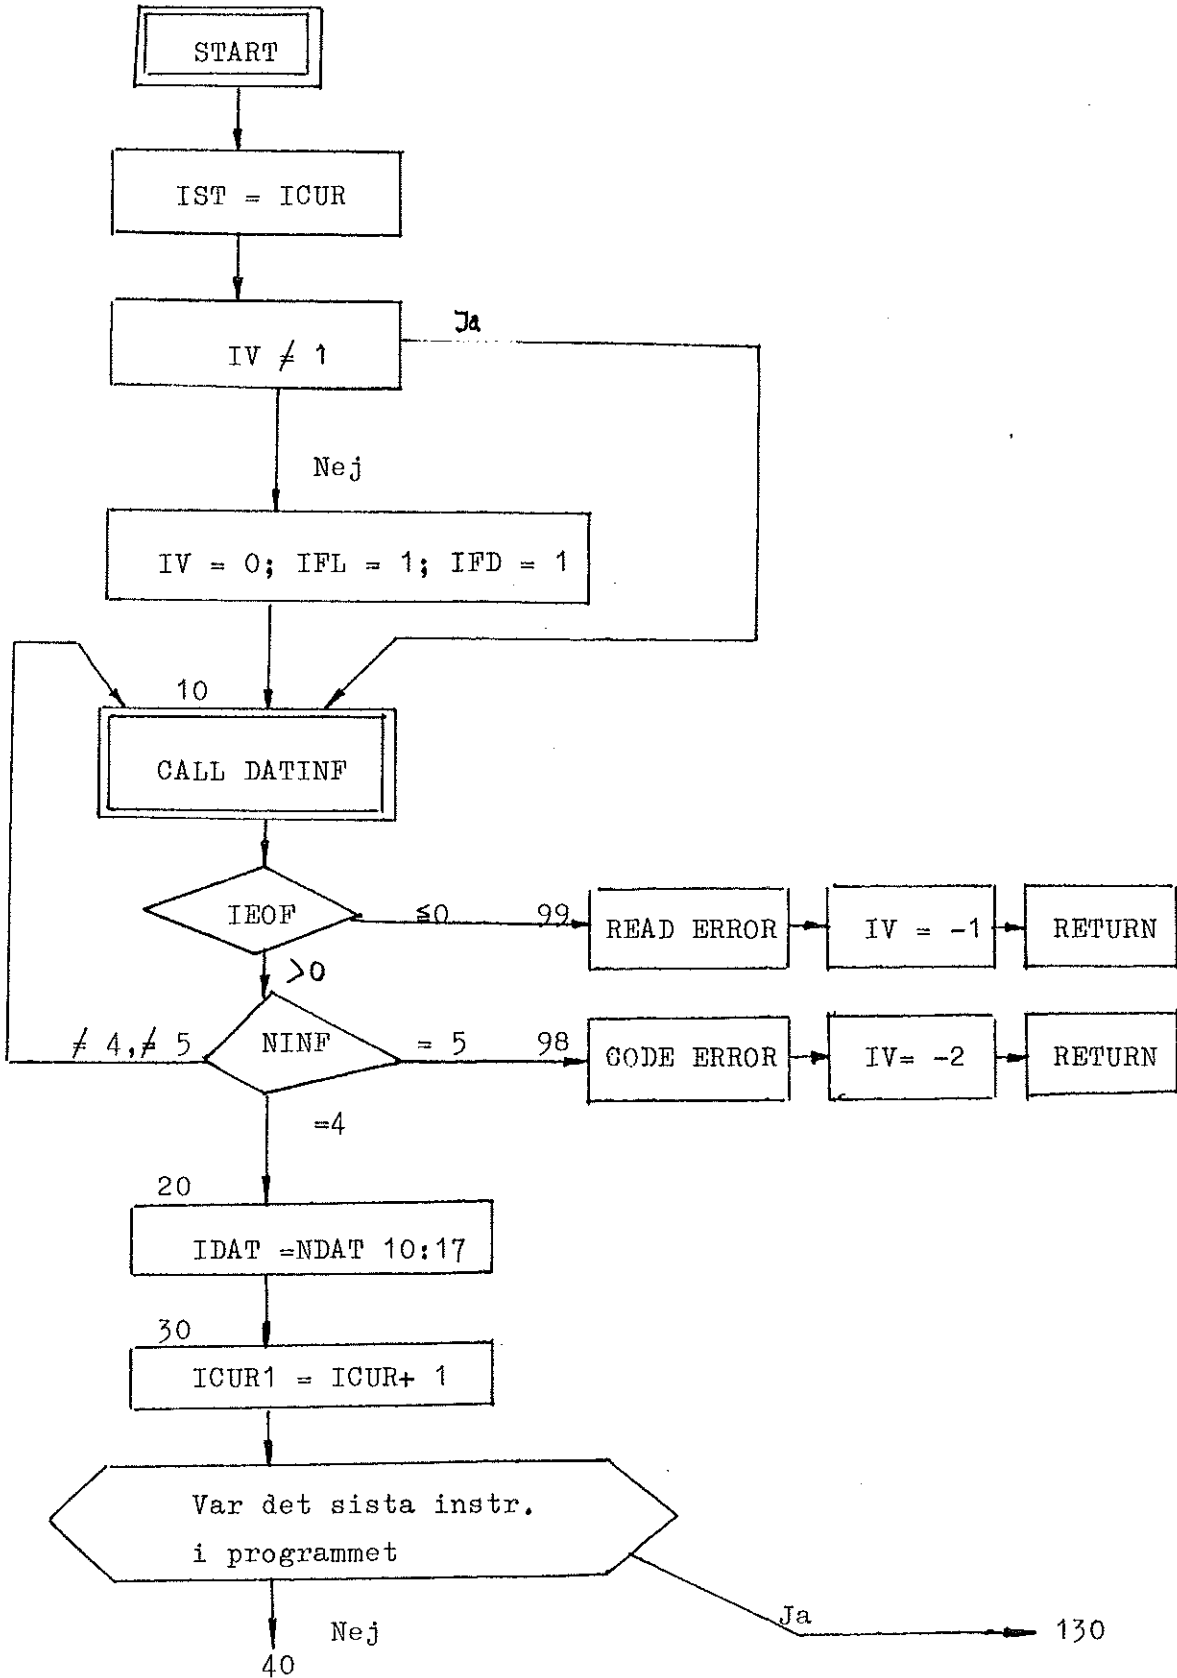 START
IST = ICUR
IV ≠ 1
Ja
Nej
IV = 0; IFL = 1; IFD = 1
10
CALL DATINF
IEOF
≦0
99
READ ERROR
IV = -1
RETURN
>0
≠ 4,≠ 5
NINF
= 5
98
CODE ERROR
IV= -2
RETURN
=4
20
IDAT =NDAT 10:17
30
ICUR1 = ICUR+ 1
Var det sista instr.
i programmet
Nej
Ja
130
40